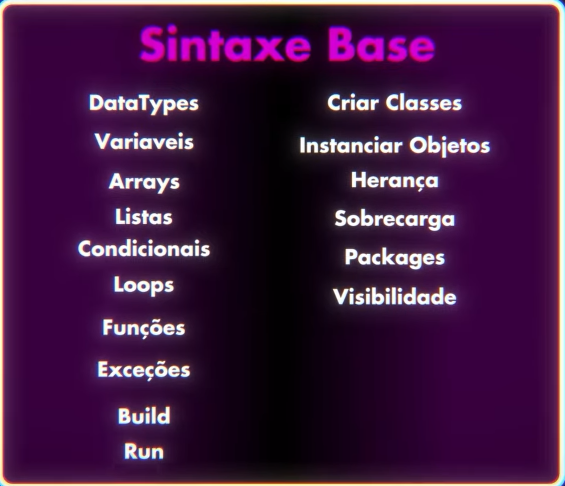 Sintaxe Base
DataTypes
Variaveis
Arrays
Listas
Condicionais
Loops
Funções
Exceções
Build
Run
Criar Classes
Instanciar Objetos
Herança
Sobrecarga
Packages
Visibilidade